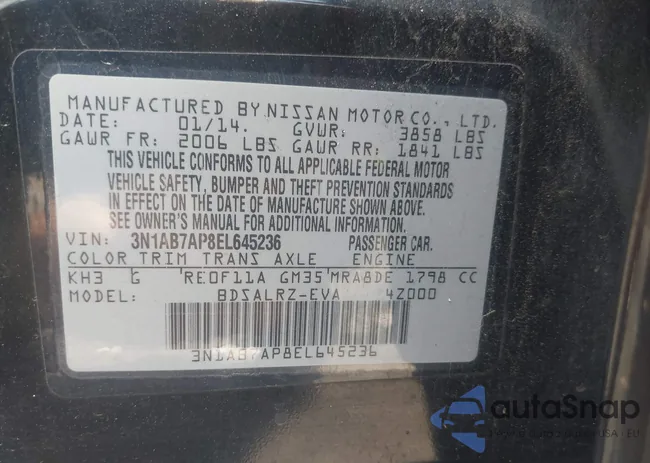 MANUFACTURED BY NISSAN MOTOR CO., LTD.
DATE: 01/14. GVWR: 3858 LBS
GAWR FR: 2006 LBS GAWR RR: 1841 LBS
THIS VEHICLE CONFORMS TO ALL APPLICABLE FEDERAL MOTOR
VEHICLE SAFETY, BUMPER AND THEFT PREVENTION STANDARDS
IN EFFECT ON THE DATE OF MANUFACTURE SHOWN ABOVE.
SEE OWNER'S MANUAL FOR ADDITIONAL INFORMATION.
VIN: 3N1AB7AP8EL645236 PASSENGER CAR.
COLOR TRIM TRANS AXLE ENGINE
KH3 G RE0F11A GM35 MRA8DE 1798 CC
MODEL: BDSALRZ-EVA 4Z000
3N1AB7AP8EL645236
autoSnap